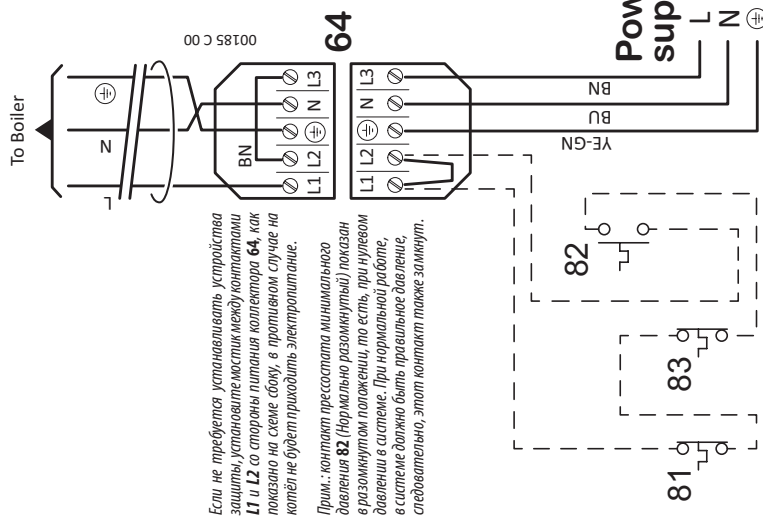 To Boiler
L
N
00185 C 00
BN
L1
L2
N
L3
64
L1
L2
N
L3
YE-GN
BU
BN
L
N
Если не требуется устанавливать устройства
защиты, установите мостик между контактами
L1 и L2 со стороны питания коллектора 64, как
показано на схеме сбоку, в противном случае на
котёл не будет приходить электропитание.
Прим.: контакт прессостата минимального
давления 82 (Нормально разомкнутый) показан
в разомкнутом положении, то есть, при нулевом
давлении в системе. При нормальной работе,
в системе должно быть правильное давление,
следовательно, этот контакт также замкнут.
81
83
82